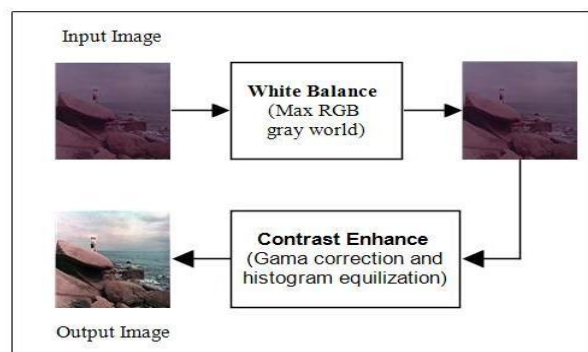 Input Image
White Balance
(Max RGB
gray world)
Contrast Enhance
(Gama correction and
histogram equilization)
Output Image